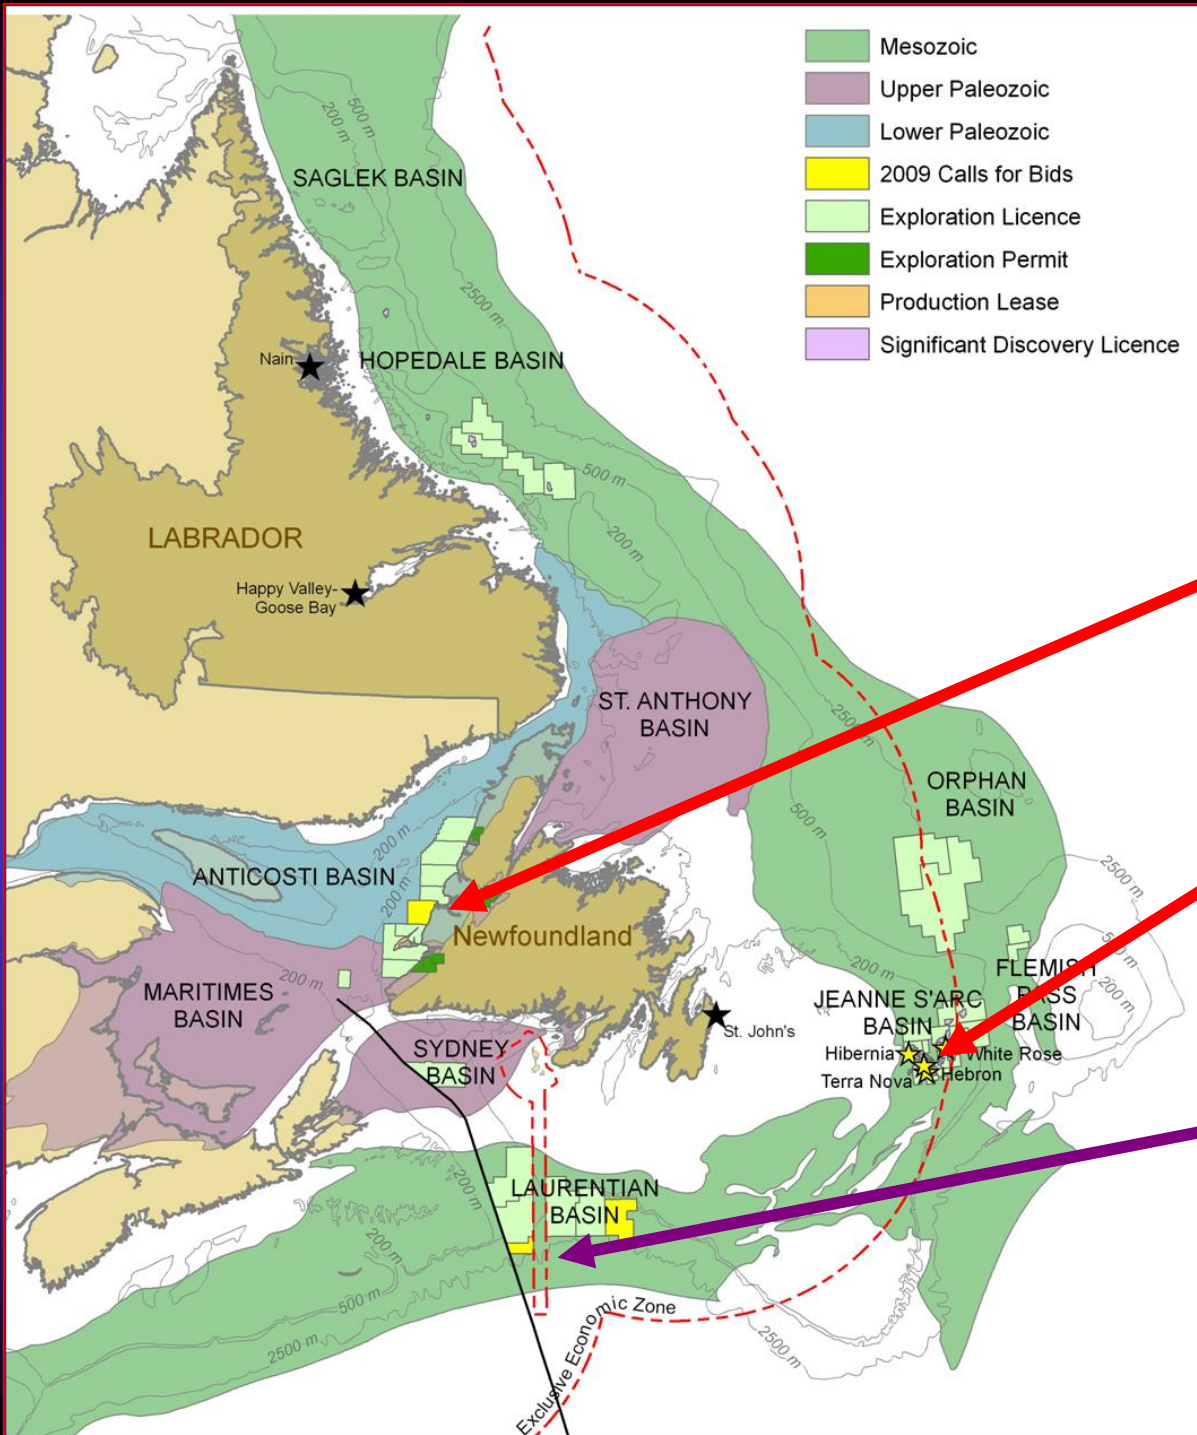 Mesozoic
Upper Paleozoic
Lower Paleozoic
2009 Calls for Bids
Exploration Licence
Exploration Permit
Production Lease
Significant Discovery Licence
200 m
500 m
SAGLEK BASIN
2500 m
Nain
HOPEDALE BASIN
500 m
200 m
LABRADOR
Happy Valley-
Goose Bay
ST. ANTHONY
BASIN
2500 m
ORPHAN
BASIN
500 m
200 m
2500 m
ANTICOSTI BASIN
200 m
Newfoundland
200 m
200 m
FLEMISH
PASS
BASIN
200 m
MARITIMES
BASIN
JEANNE S'ARC
BASIN
St. John's
Hibernia
White Rose
Hebron
Terra Nova
SYDNEY
BASIN
200 m
LAURENTIAN
BASIN
200 m
500 m
2500 m
2500 m
Exclusive Economic Zone